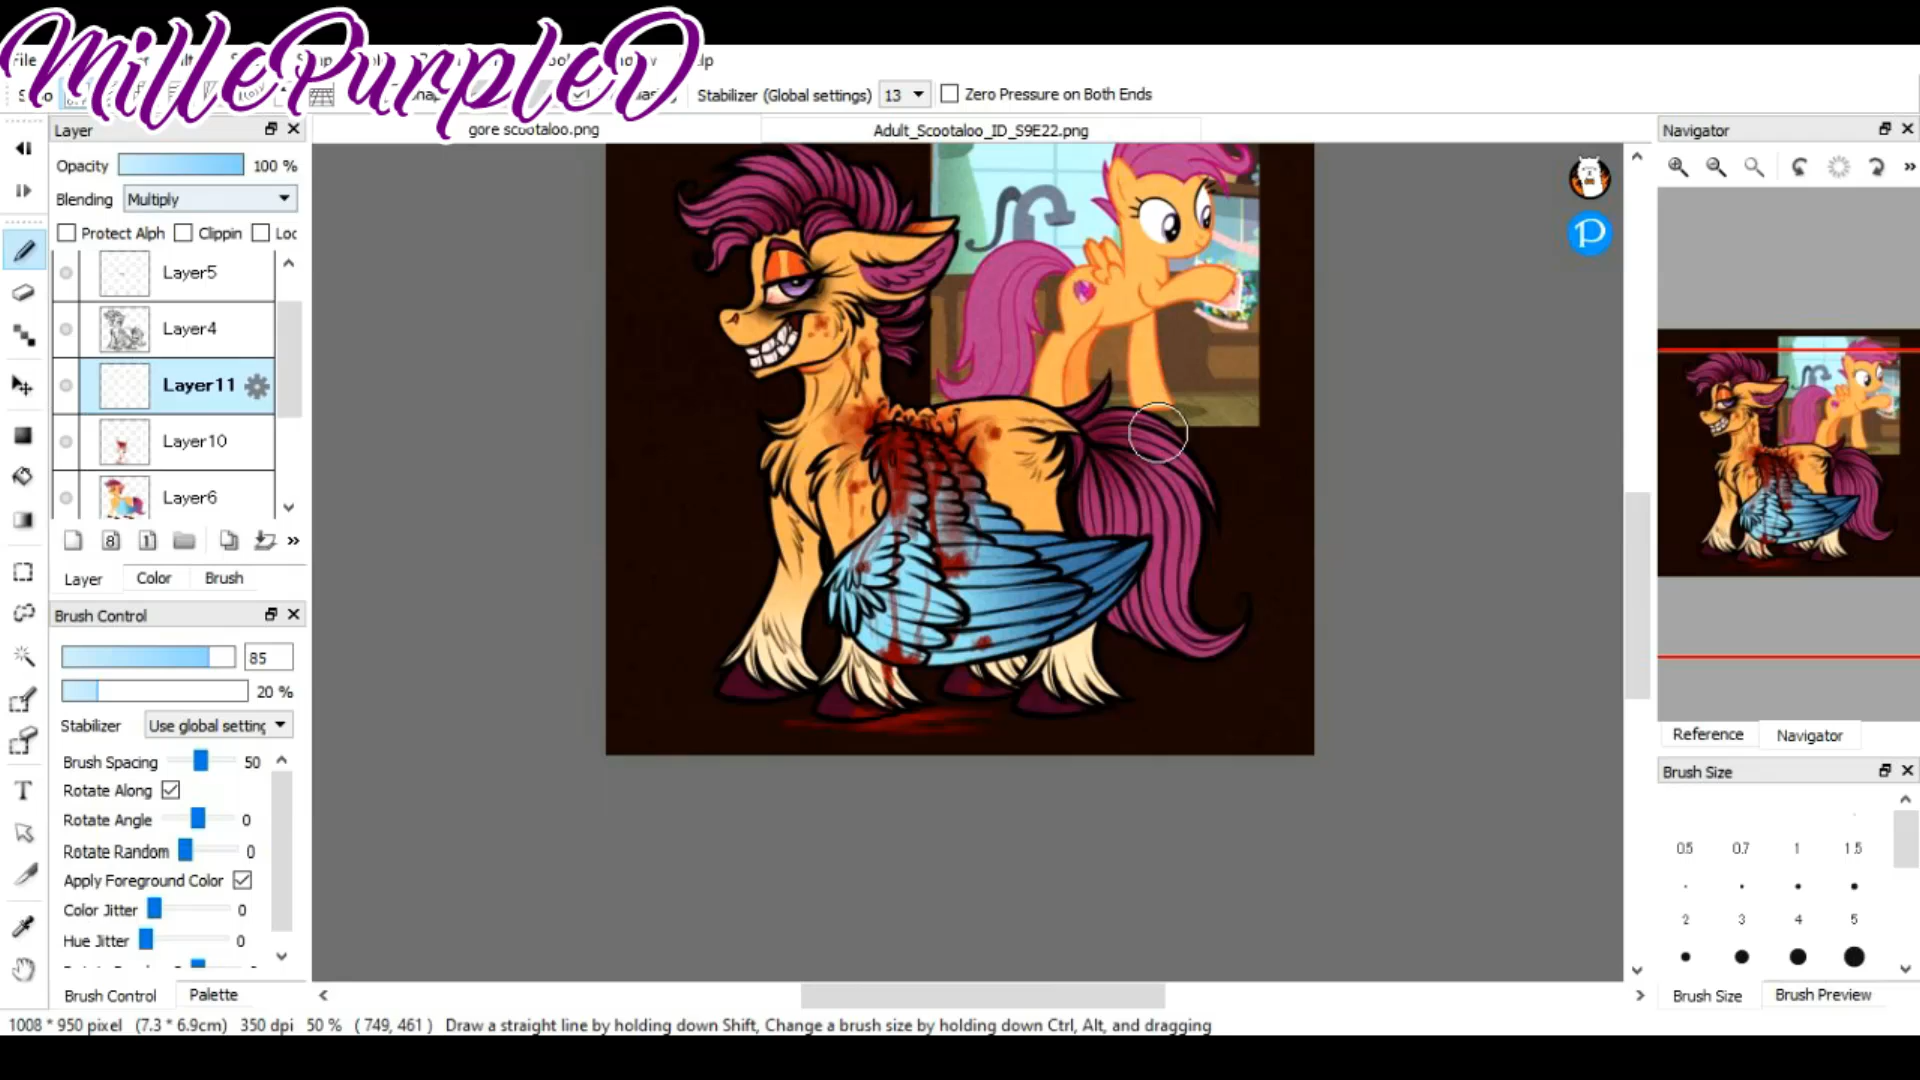 MillePurpleD
File
Stabilizer (Global settings) 13 Zero Pressure on Both Ends
Layer
gore scootaloo.png
Adult_Scootaloo_ID_S9E22.png
Navigator
Opacity 100 %
Blending Multiply
Protect Alph Clippin Loc
Layer5
Layer4
Layer11
Layer10
Layer6
8 1
Layer Color Brush
Brush Control
85
20 %
Stabilizer Use global setting
Brush Spacing 50
Rotate Along
Rotate Angle 0
Rotate Random 0
Apply Foreground Color
Color Jitter 0
Hue Jitter 0
Brush Control Palette
P
Reference Navigator
Brush Size
0.5 0.7 1 1.5
2 3 4 5
Brush Size Brush Preview
1008 * 950 pixel (7.3 * 6.9cm) 350 dpi 50 % ( 749, 461 ) Draw a straight line by holding down Shift, Change a brush size by holding down Ctrl, Alt, and dragging